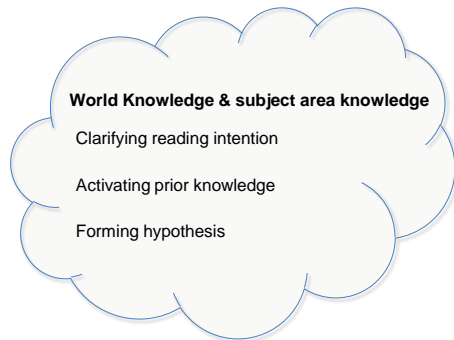 World Knowledge & subject area knowledge
Clarifying reading intention
Activating prior knowledge
Forming hypothesis